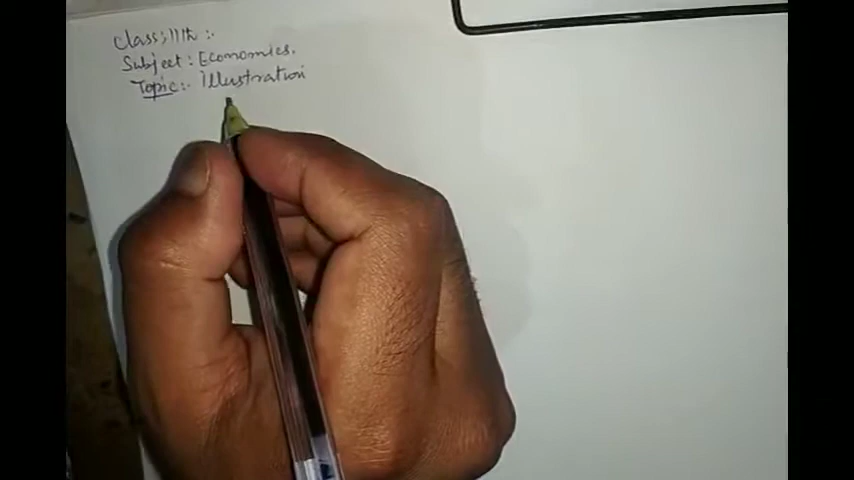 Class; 11th :
Subject : Economics.
Topic :- Illustration